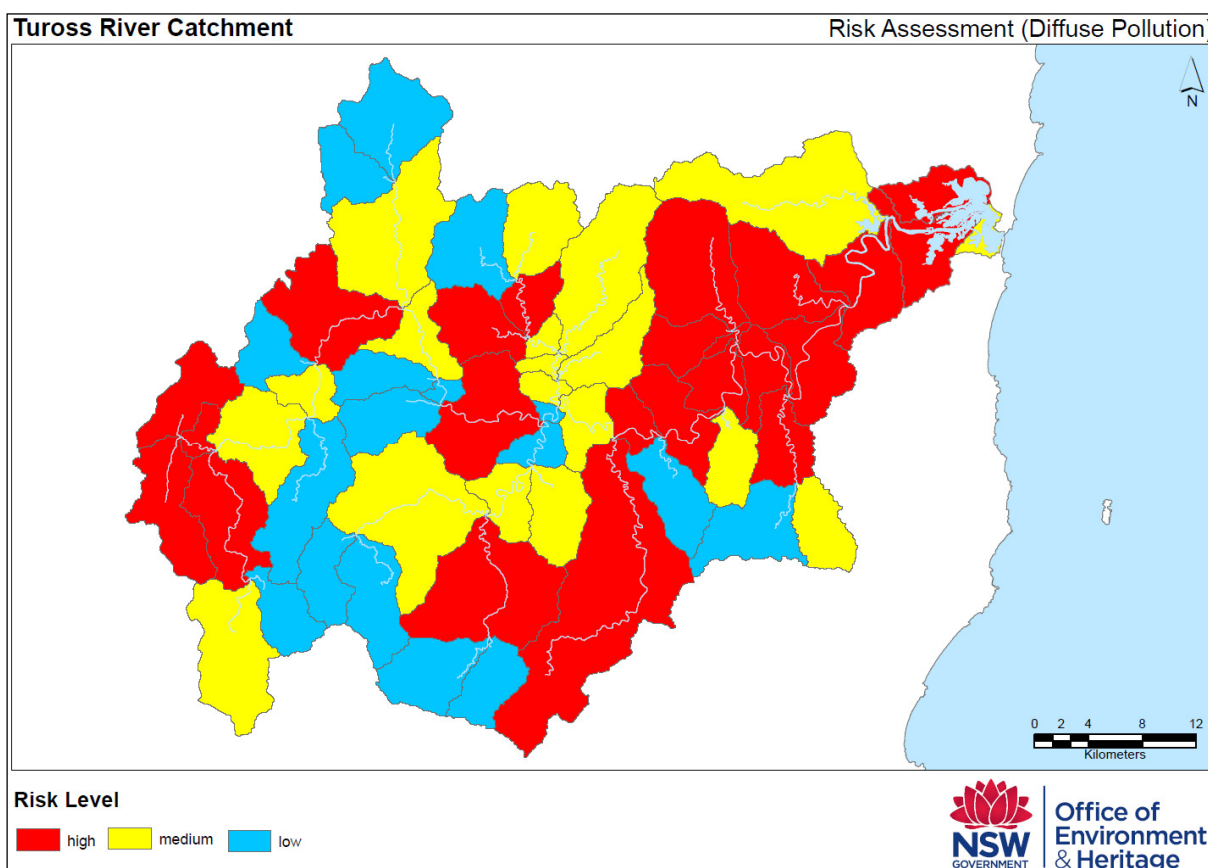 Tuross River Catchment
Risk Assessment (Diffuse Pollution)
N
0 2 4 8 12
Kilometers
Risk Level
high medium low
NSW
GOVERNMENT
Office of
Environment
& Heritage